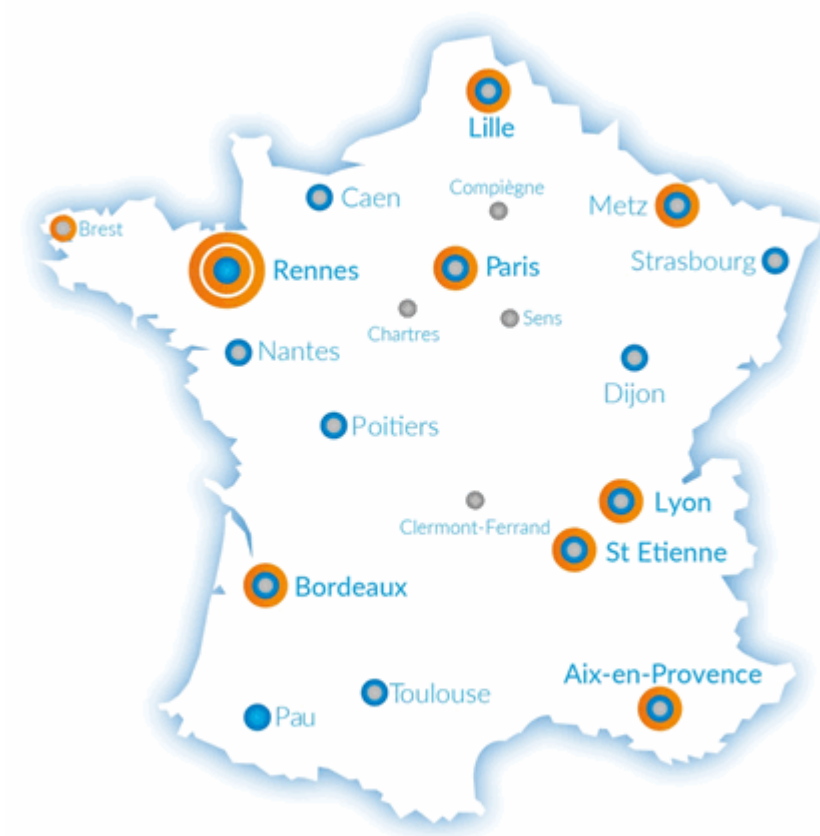 Lille
Compiègne
Caen
Metz
Brest
Strasbourg
Rennes
Paris
Chartres
Sens
Nantes
Dijon
Poitiers
Lyon
Clermont-Ferrand
St Etienne
Bordeaux
Aix-en-Provence
Toulouse
Pau